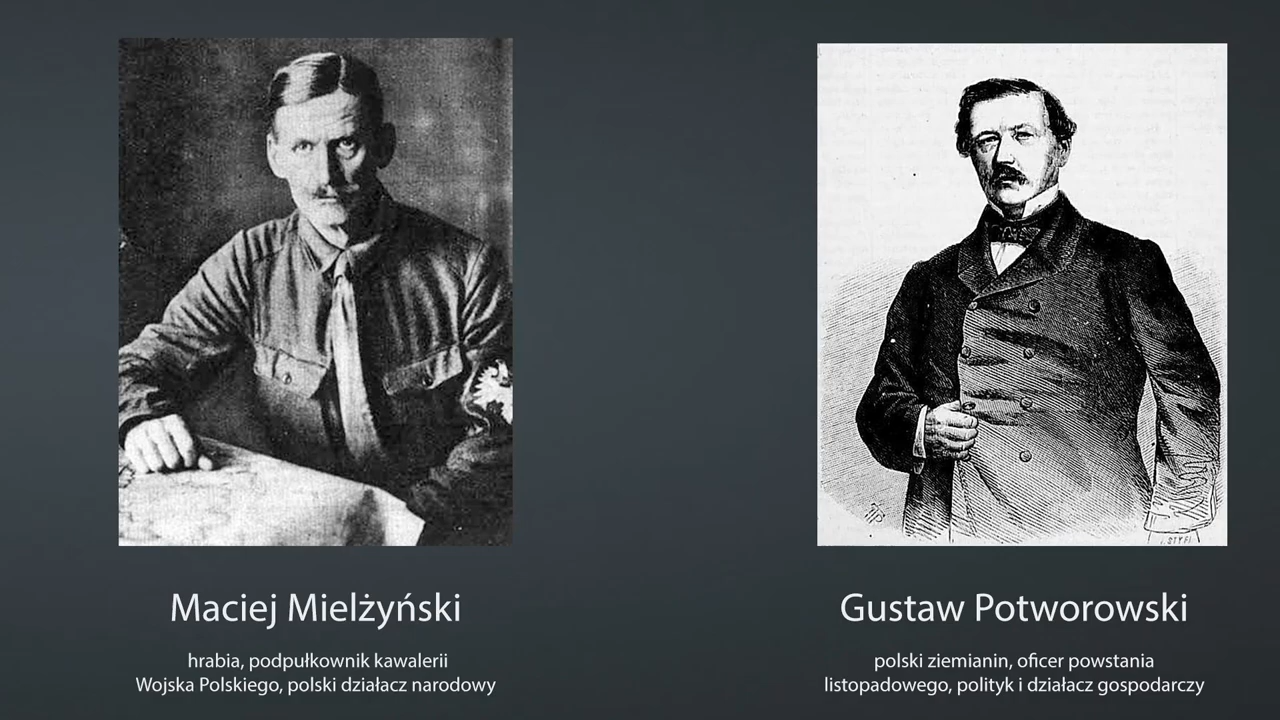 Maciej Mielżyński
hrabia, podpułkownik kawalerii
Wojska Polskiego, polski działacz narodowy
Gustaw Potworowski
polski ziemianin, oficer powstania
listopadowego, polityk i działacz gospodarczy